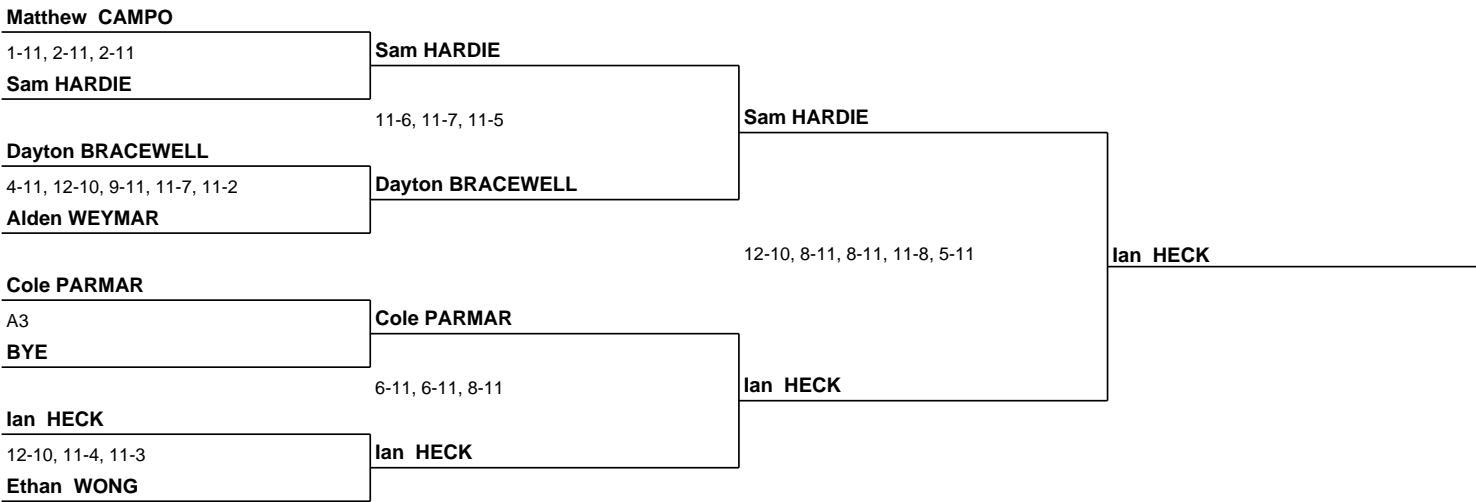 Matthew CAMPO
1-11, 2-11, 2-11
Sam HARDIE
Sam HARDIE
11-6, 11-7, 11-5
Sam HARDIE
Dayton BRACEWELL
4-11, 12-10, 9-11, 11-7, 11-2
Dayton BRACEWELL
Alden WEYMAR
12-10, 8-11, 8-11, 11-8, 5-11
Ian HECK
Cole PARMAR
A3
Cole PARMAR
BYE
6-11, 6-11, 8-11
Ian HECK
Ian HECK
12-10, 11-4, 11-3
Ian HECK
Ethan WONG